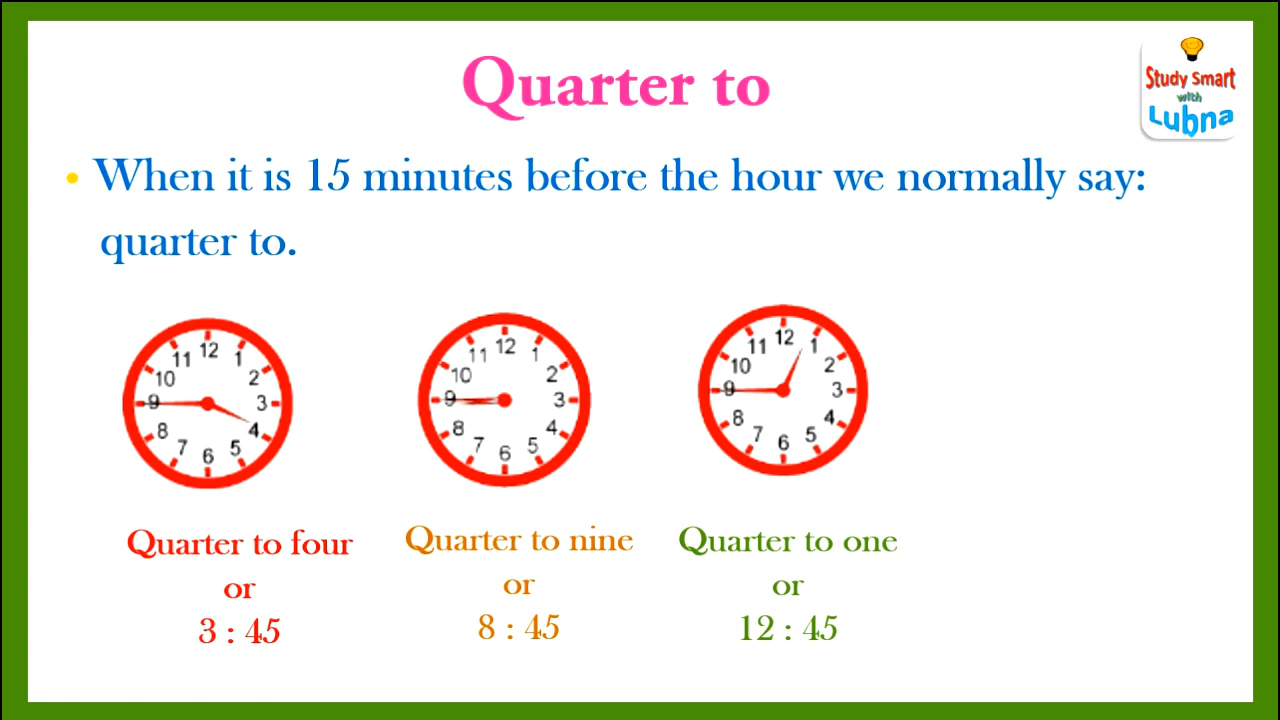 Quarter to
Study Smart
with
Lubna
• When it is 15 minutes before the hour we normally say:
quarter to.
12
11 1
10 2
9 3
8 4
7 5
6
12
11 1
10 2
9 3
8 4
7 5
6
12
11 1
10 2
9 3
8 4
7 5
6
Quarter to four
or
3 : 45
Quarter to nine
or
8 : 45
Quarter to one
or
12 : 45